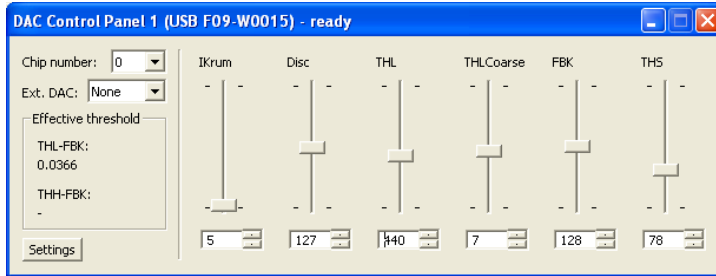 DAC Control Panel 1 (USB F09-W0015) - ready
Chip number: 0
Ext. DAC: None
Effective threshold
THL-FBK:
0.0366
THH-FBK:
-
Settings
IKrum Disc THL THLCoarse FBK THS
5 127 440 7 128 78